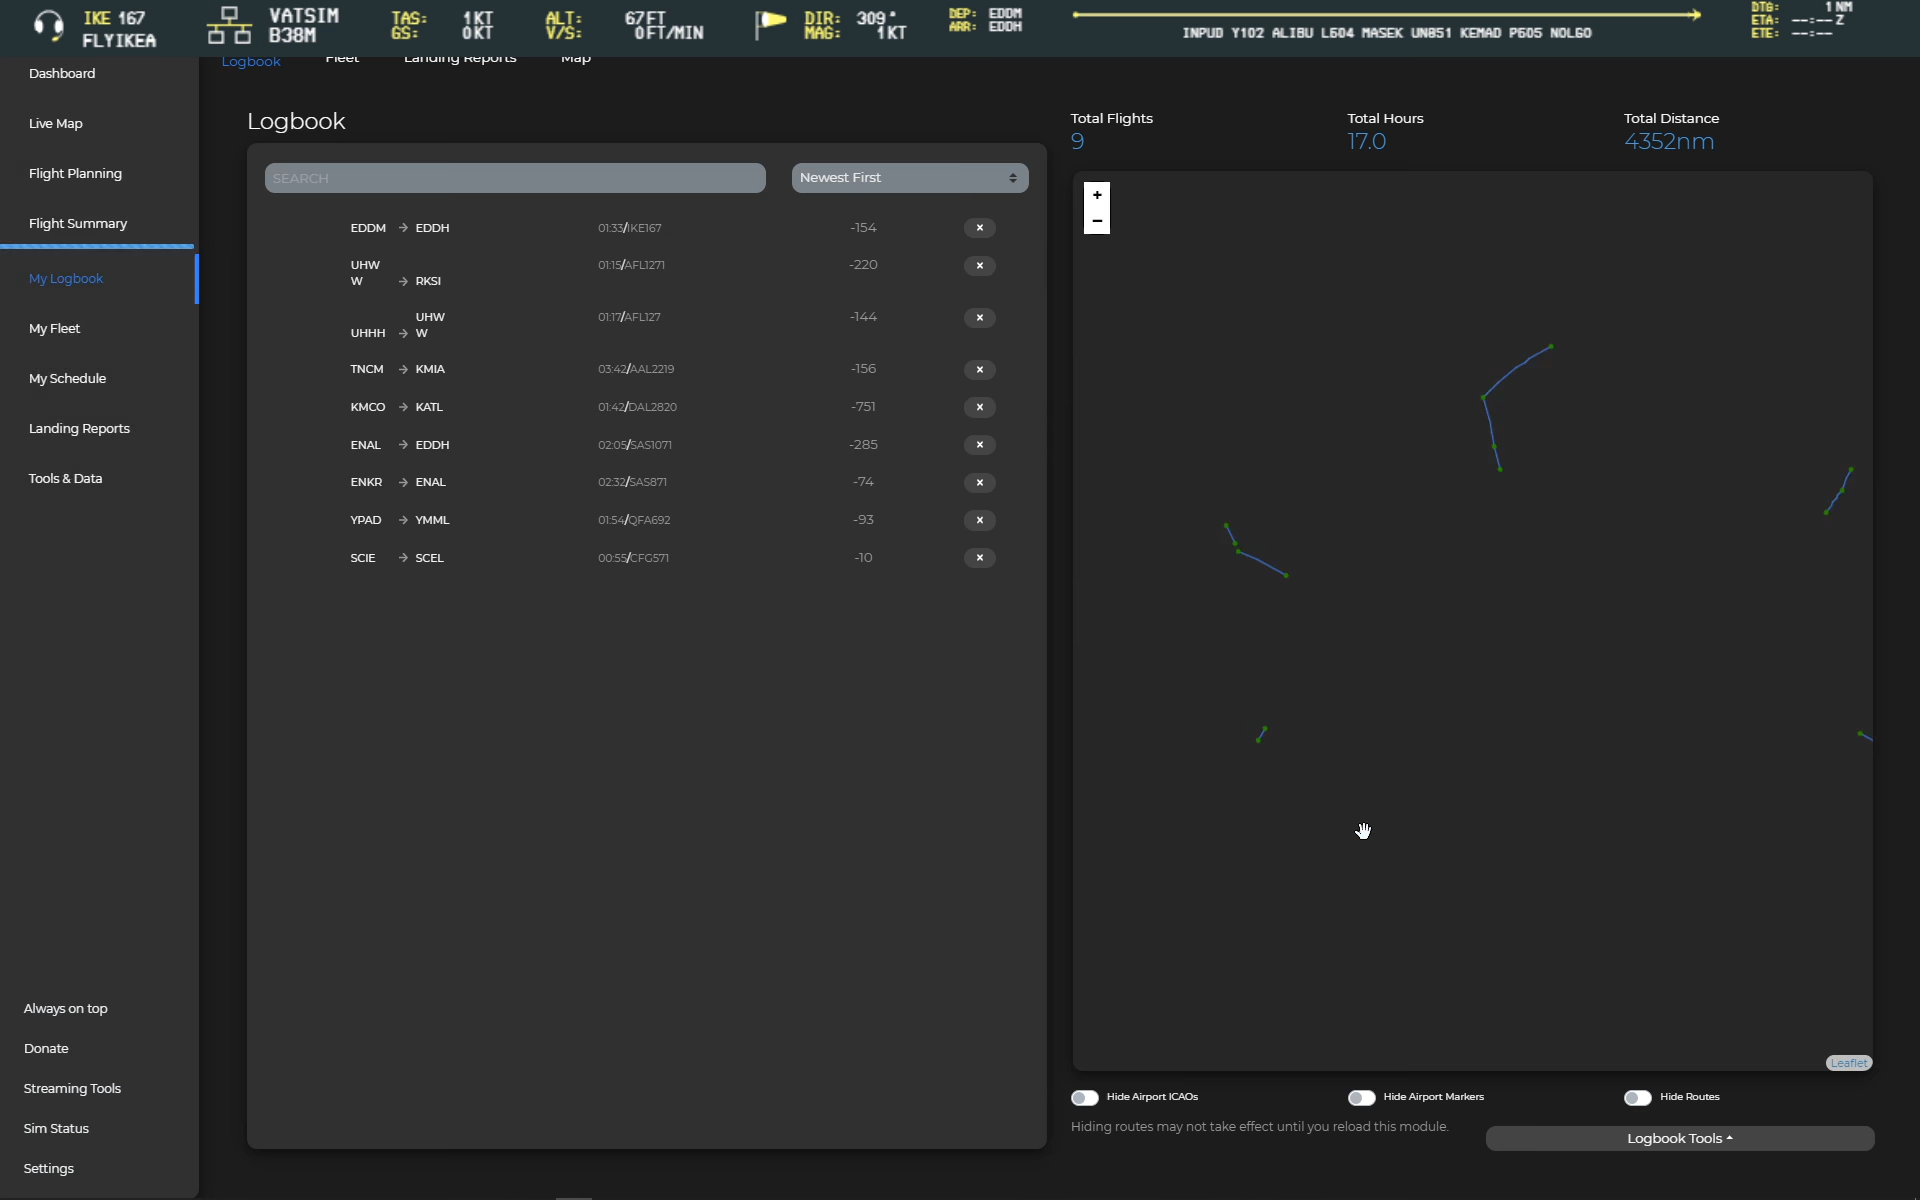 IKE 167
FLYIKEA
VATSIM
B38M
TAS: 1KT
GS: 0KT
ALT: 67FT
V/S: 0FT/MIN
DIR: 309°
MAG: 1KT
DEP: EDDM
ARR: EDDH
INPUD Y102 ALIBU L604 MASEK UN851 KEMAD P605 NOLGO
DTG: 1 NM
ETA: --:-- Z
ETE: --:--
Dashboard
Live Map
Flight Planning
Flight Summary
My Logbook
My Fleet
My Schedule
Landing Reports
Tools & Data
Always on top
Donate
Streaming Tools
Sim Status
Settings
Logbook Fleet Landing Reports Map
Logbook
SEARCH
Newest First
EDDM → EDDH 01:33/IKE167 -154 ×
UHW
W → RKSI 01:15/AFL1271 -220 ×
UHHH → UHW
W 01:17/AFL127 -144 ×
TNCM → KMIA 03:42/AAL2219 -156 ×
KMCO → KATL 01:42/DAL2820 -751 ×
ENAL → EDDH 02:05/SAS1071 -285 ×
ENKR → ENAL 02:32/SAS871 -74 ×
YPAD → YMML 01:54/QFA692 -93 ×
SCIE → SCEL 00:55/CFG571 -10 ×
Total Flights
9
Total Hours
17.0
Total Distance
4352nm
+
−
Leaflet
Hide Airport ICAOs
Hide Airport Markers
Hide Routes
Hiding routes may not take effect until you reload this module.
Logbook Tools